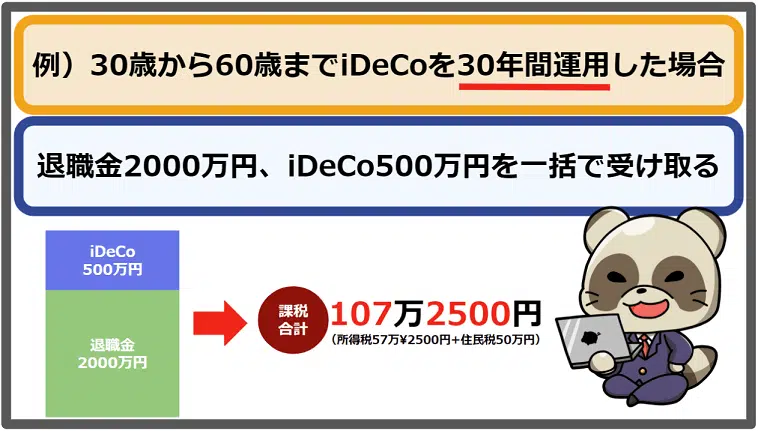 例）30歳から60歳までiDeCoを30年間運用した場合
退職金2000万円、iDeCo500万円を一括で受け取る
iDeCo
500万円
退職金
2000万円
課税
合計
107万2500円
（所得税57万¥2500円+住民税50万円）